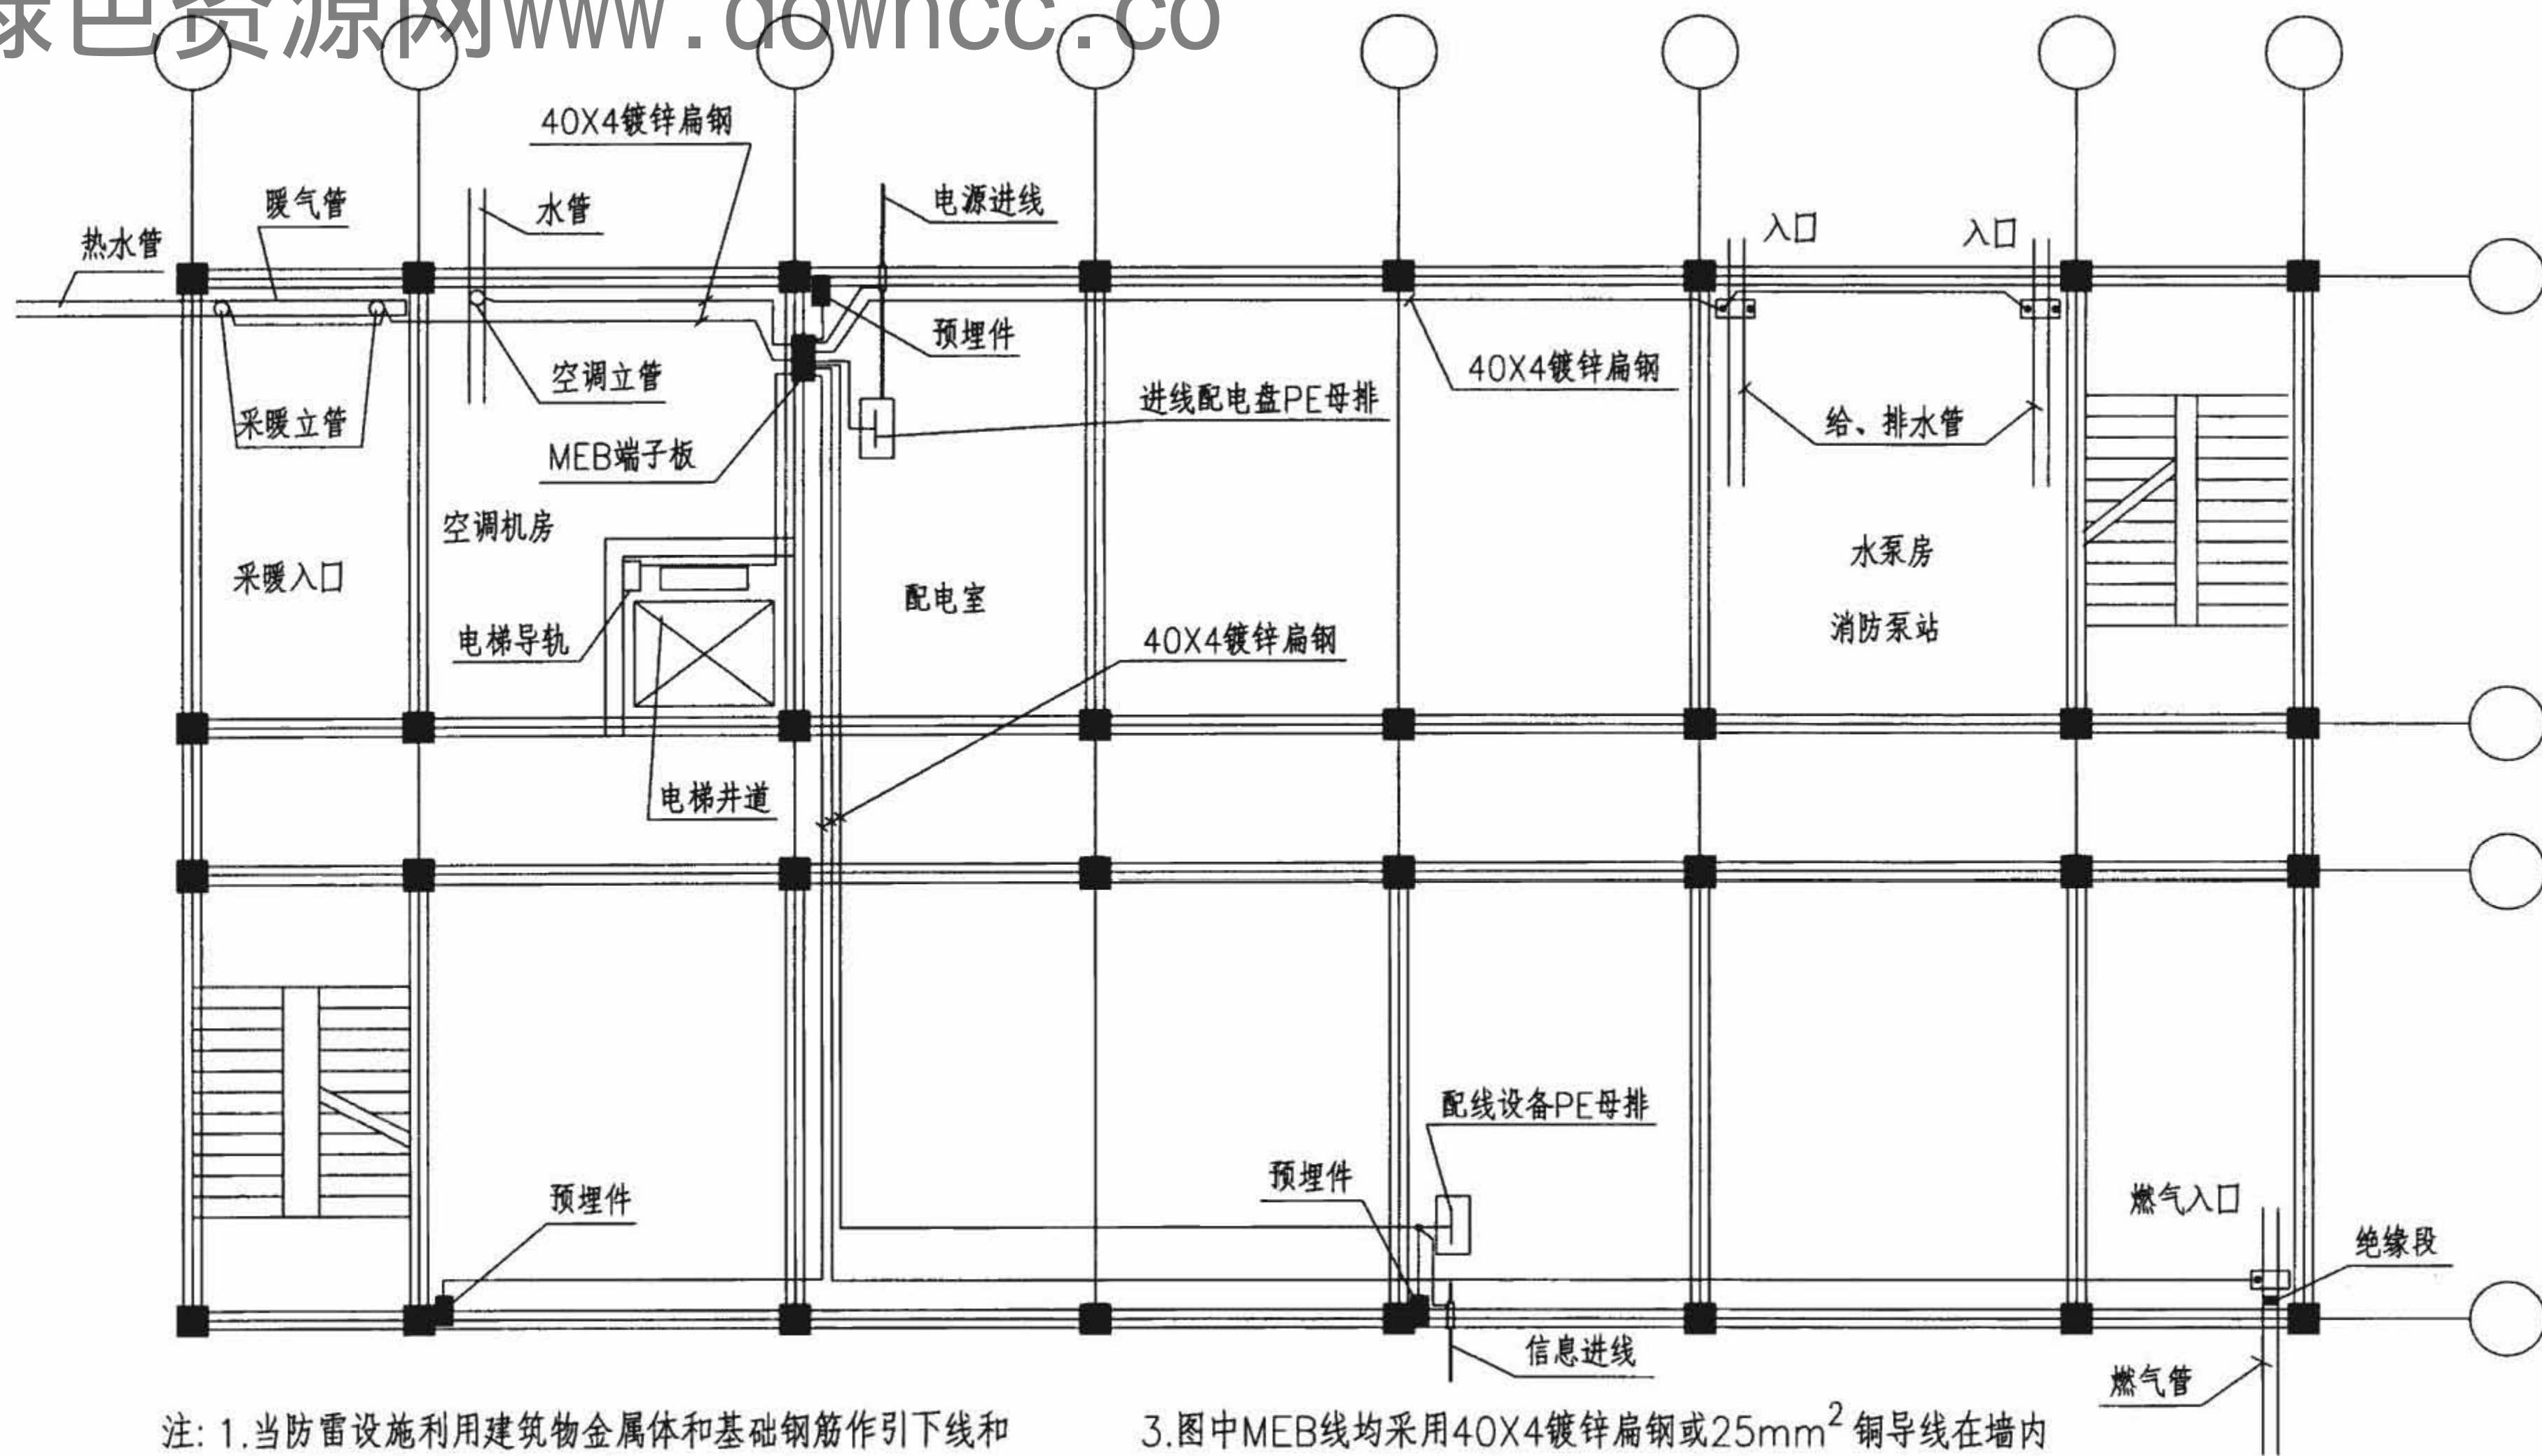 绿色资源网www.downcc.co
40X4镀锌扁钢
暖气管
水管
电源进线
热水管
入口
入口
预埋件
空调立管
40X4镀锌扁钢
采暖立管
进线配电盘PE母排
给、排水管
MEB端子板
空调机房
采暖入口
水泵房
配电室
电梯导轨
40X4镀锌扁钢
消防泵站
电梯井道
配线设备PE母排
预埋件
预埋件
燃气入口
绝缘段
信息进线
燃气管
注: 1.当防雷设施利用建筑物金属体和基础钢筋作引下线和
3.图中MEB线均采用40X4镀锌扁钢或25mm² 铜导线在墙内